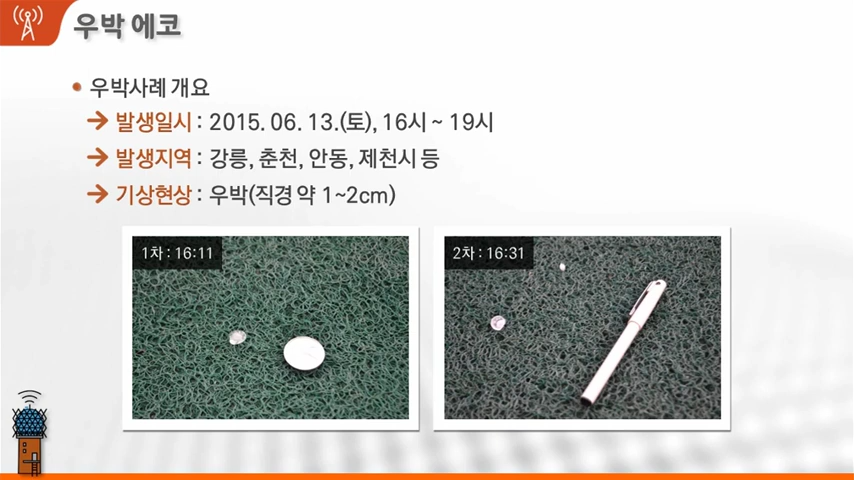 우박 에코
우박사례 개요
발생일시 : 2015. 06. 13.(토), 16시 ~ 19시
발생지역 : 강릉, 춘천, 안동, 제천시 등
기상현상 : 우박(직경 약 1~2cm)
1차 : 16:11
2차 : 16:31